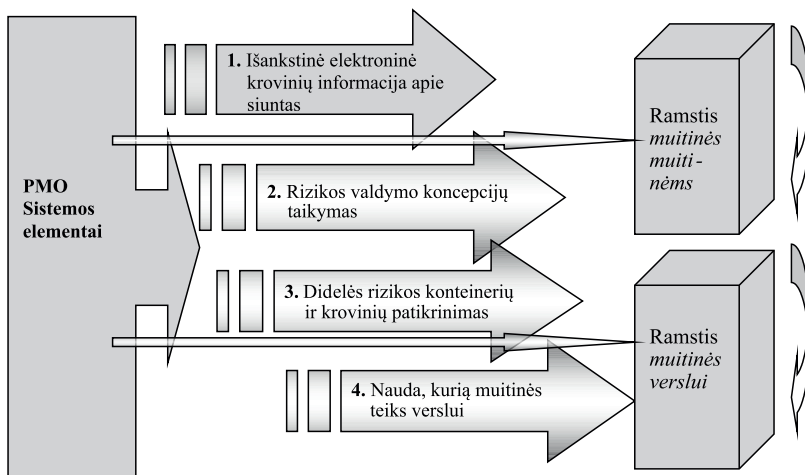 PMO
Sistemos
elementai
1. Išankstinė elektroninė
krovinių informacija apie
siuntas
2. Rizikos valdymo koncepcijų
taikymas
3. Didelės rizikos konteinerių
ir krovinių patikrinimas
4. Nauda, kurią muitinės
teiks verslui
Ramstis
muitinės
muiti -
nėms
Ramstis
muitinės
verslui